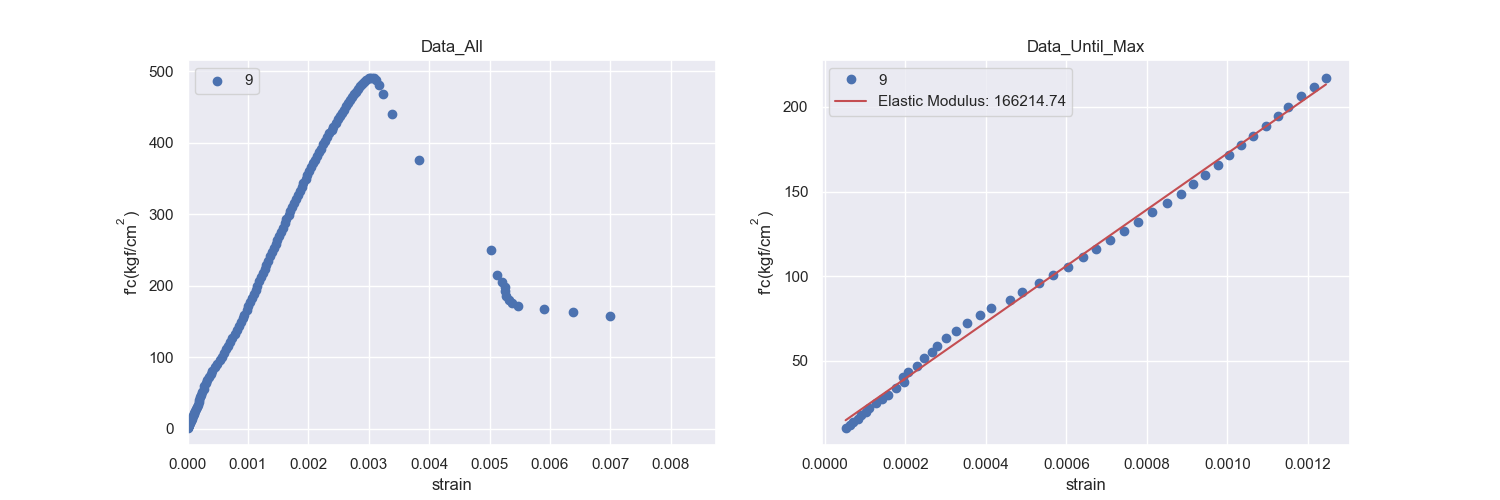 Data_All
9
500
400
300
200
100
0
f'c(kgf/cm²)
0.000 0.001 0.002 0.003 0.004 0.005 0.006 0.007 0.008
strain
Data_Until_Max
9
Elastic Modulus: 166214.74
200
150
100
50
f'c(kgf/cm²)
0.0000 0.0002 0.0004 0.0006 0.0008 0.0010 0.0012
strain